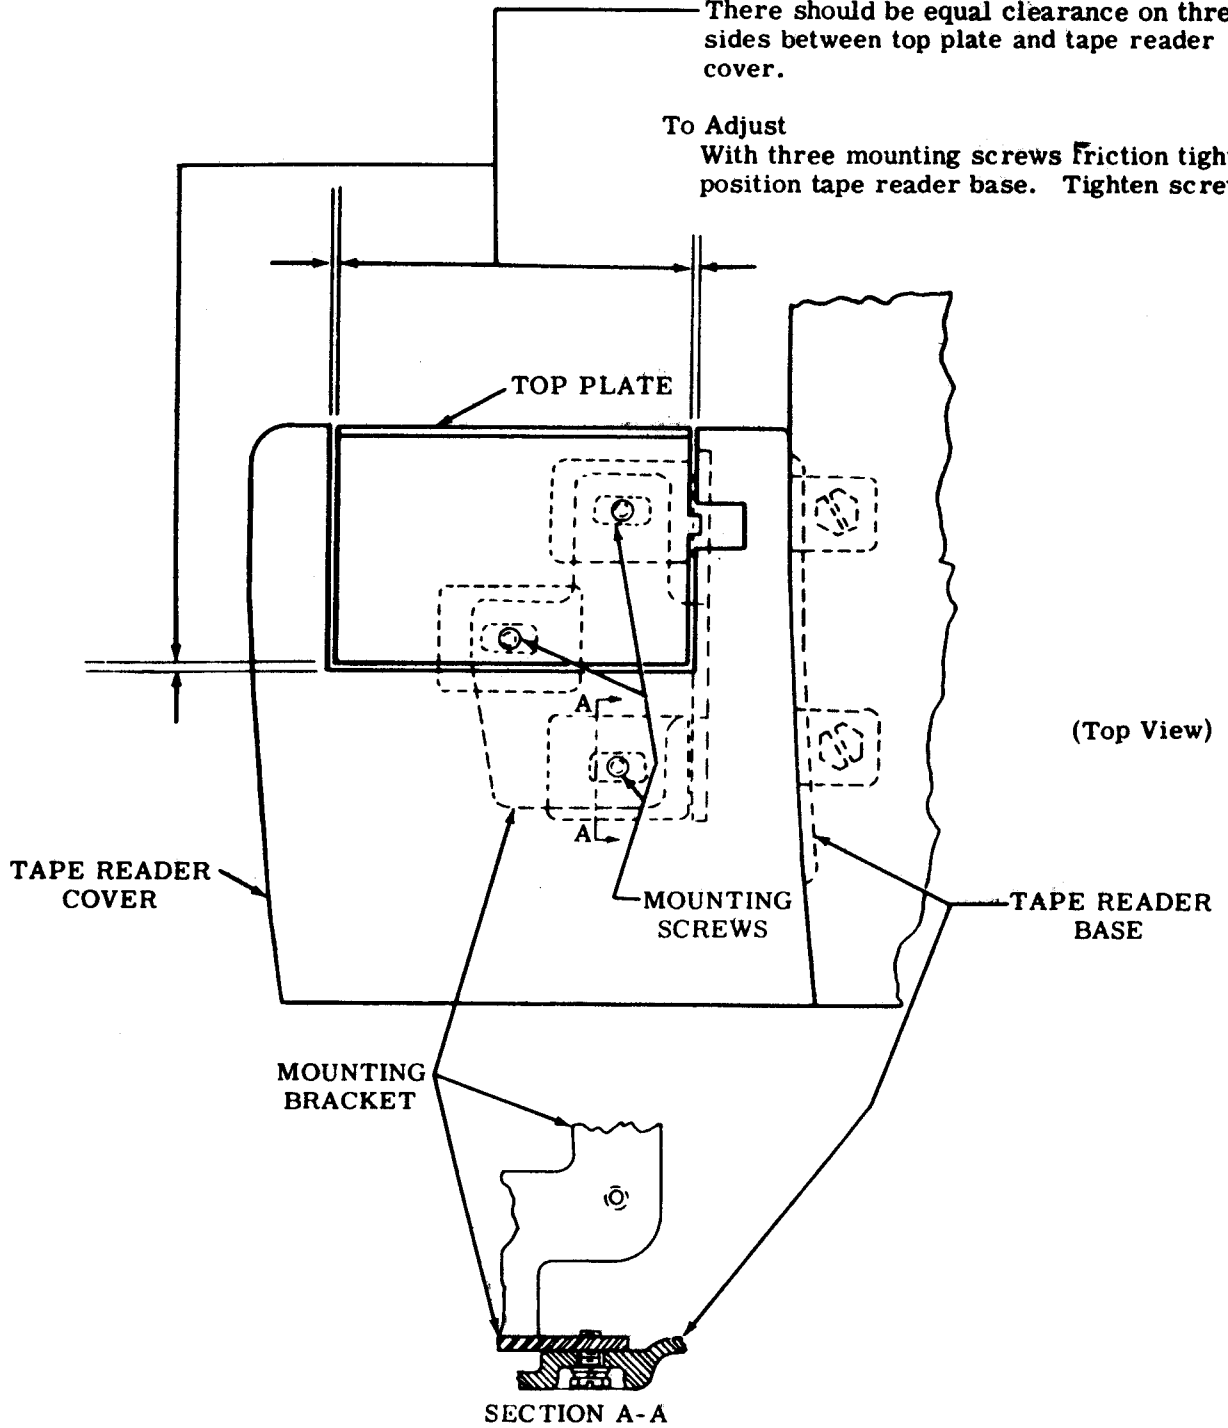 There should be equal clearance on thre
sides between top plate and tape reader
cover.
To Adjust
With three mounting screws Friction tigh
position tape reader base. Tighten scre
TOP PLATE
A
(Top View)
A
TAPE READER
COVER
MOUNTING
SCREWS
TAPE READER
BASE
MOUNTING
BRACKET
SECTION A-A